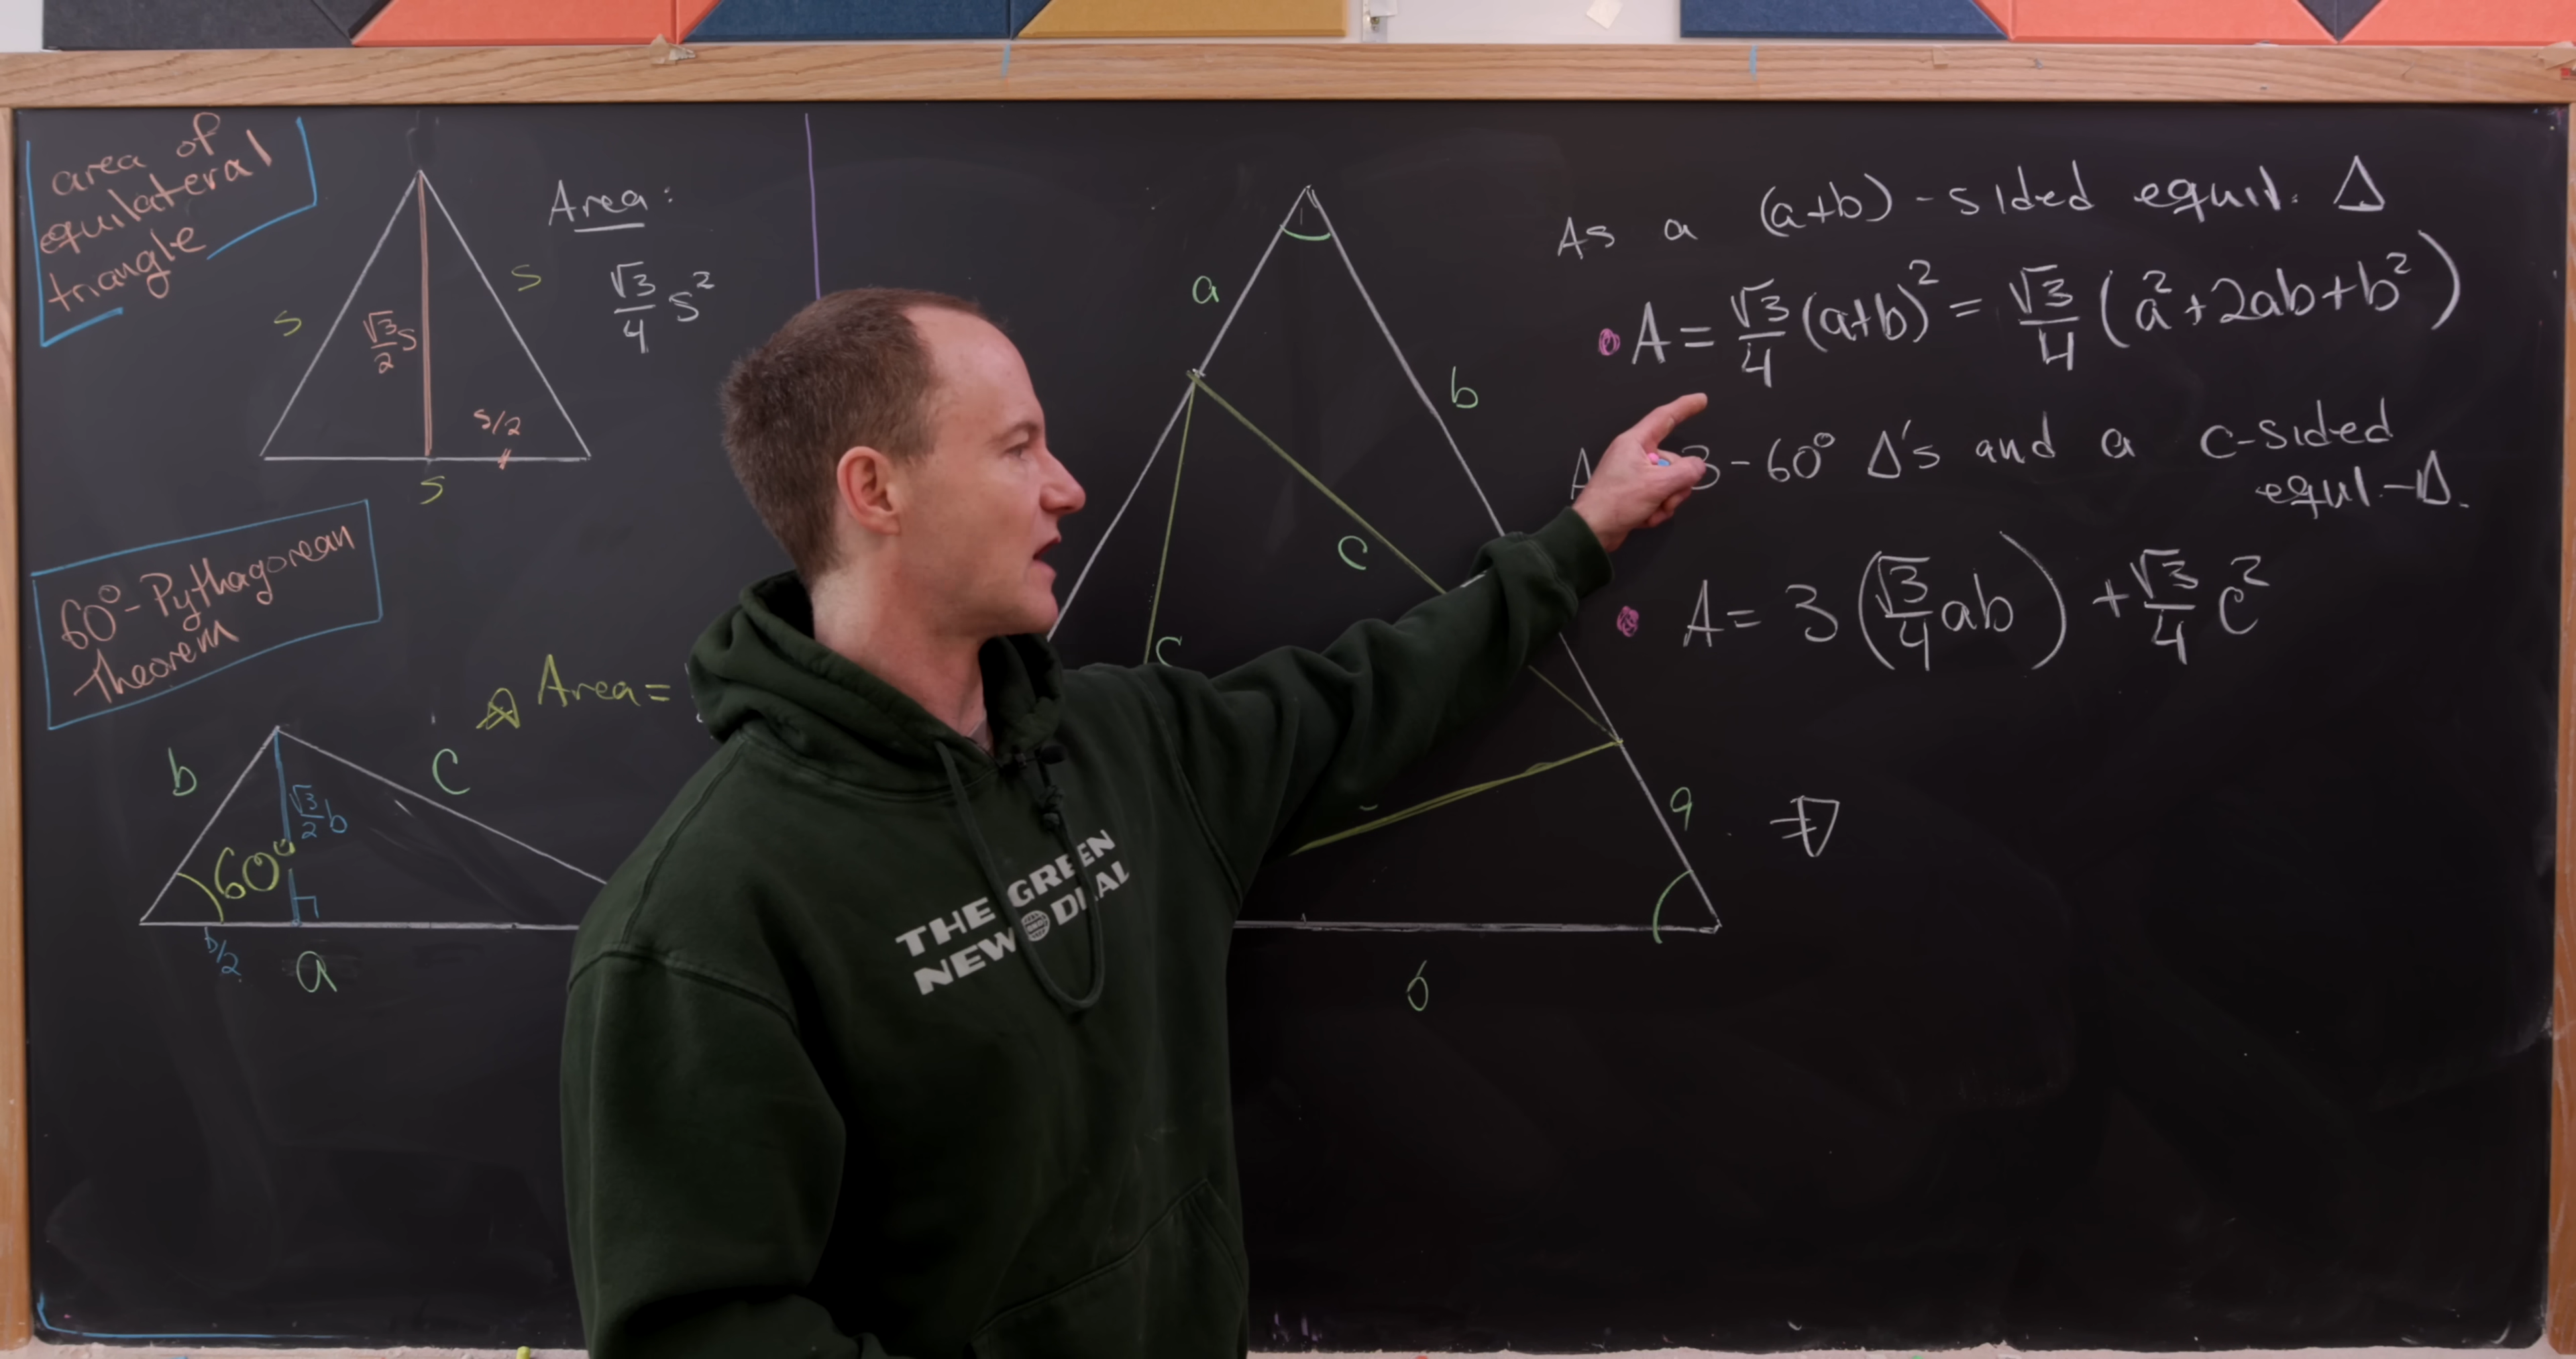 area of
equilateral
triangle
s
s
√3/2 s
s/2
s
Area:
√3/4 s²
60°-Pythagorean
Theorem
Area=
b
c
√3/2 b
60°
b/2
a
a
b
c
c
a
b
As a (a+b)-sided equil. Δ
A = √3/4 (a+b)² = √3/4 (a²+2ab+b²)
3-60° Δ's and a c-sided
equil.-Δ.
A = 3(√3/4 ab) + √3/4 c²
⇒
THE GREEN
NEW DEAL